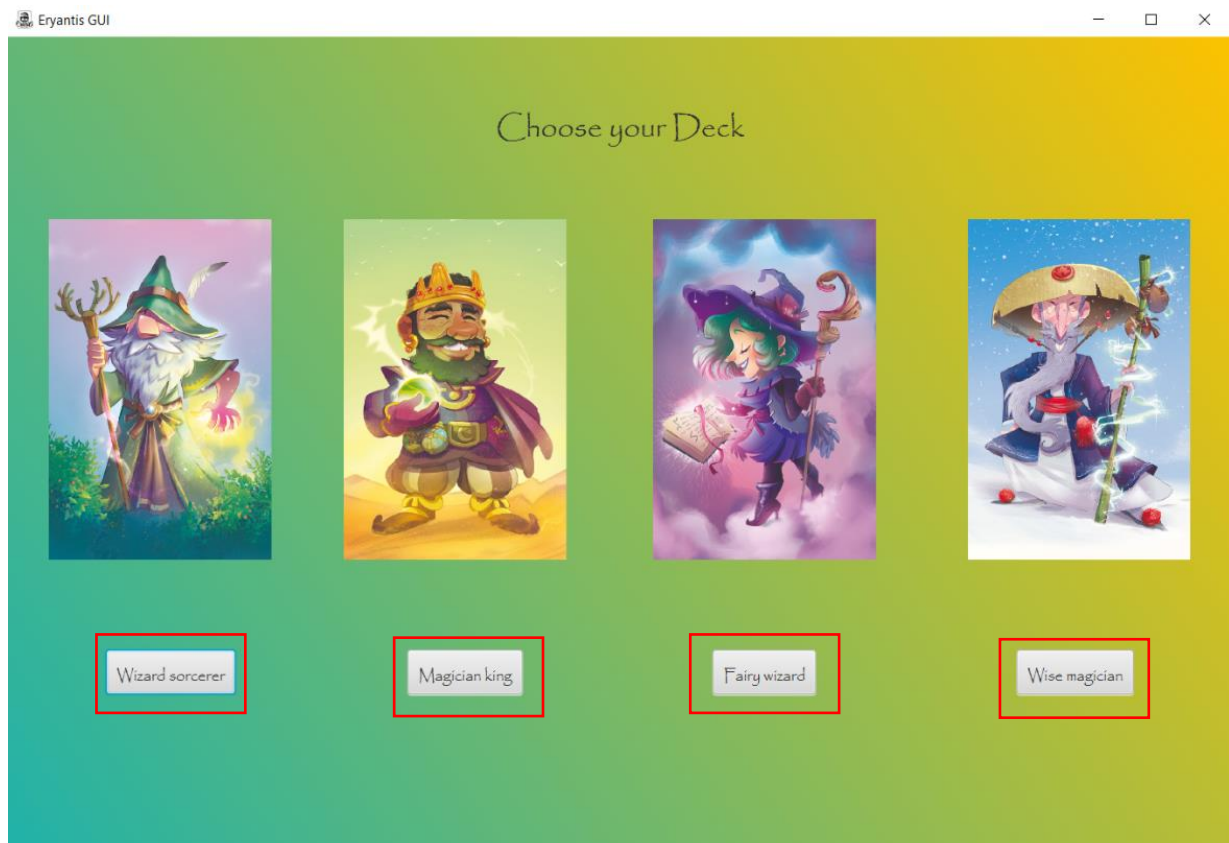 Eryantis GUI
Choose your Deck
Wizard sorcerer
Magician king
Fairy wizard
Wise magician